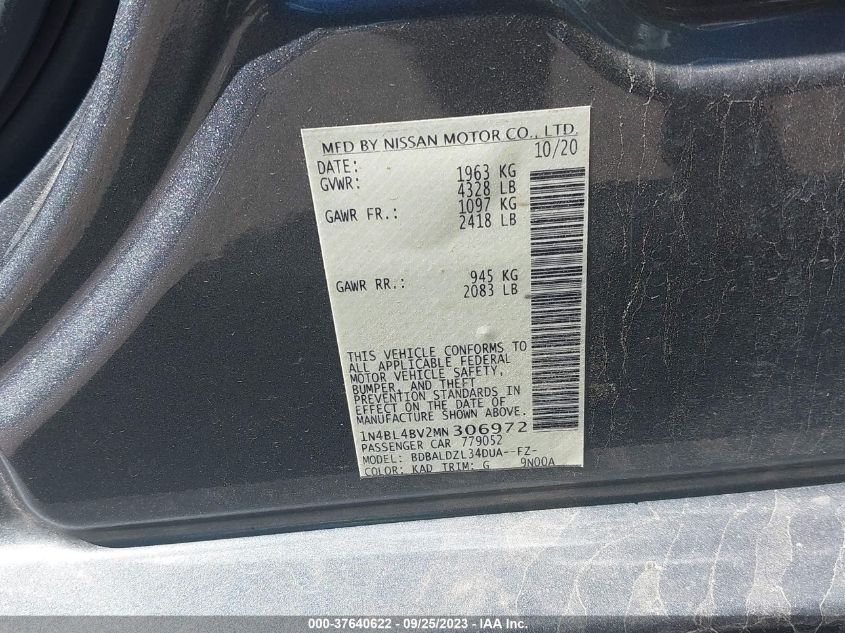 MFD BY NISSAN MOTOR CO., LTD.
DATE: 10/20
GVWR: 1963 KG
4328 LB
GAWR FR.: 1097 KG
2418 LB
GAWR RR.: 945 KG
2083 LB
THIS VEHICLE CONFORMS TO
ALL APPLICABLE FEDERAL
MOTOR VEHICLE SAFETY,
BUMPER, AND THEFT
PREVENTION STANDARDS IN
EFFECT ON THE DATE OF
MANUFACTURE SHOWN ABOVE.
1N4BL4BV2MN306972
PASSENGER CAR 779052
MODEL: BDBALDZL34DUA--FZ-
COLOR: KAD TRIM: G 9N00A
000-37640622 - 09/25/2023 - IAA Inc.